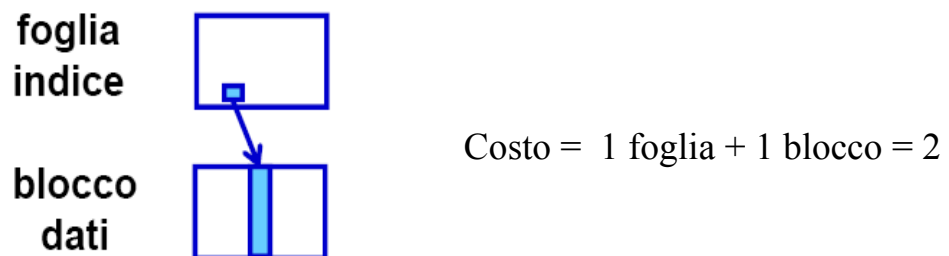 foglia
indice
Costo = 1 foglia + 1 blocco = 2
blocco
dati